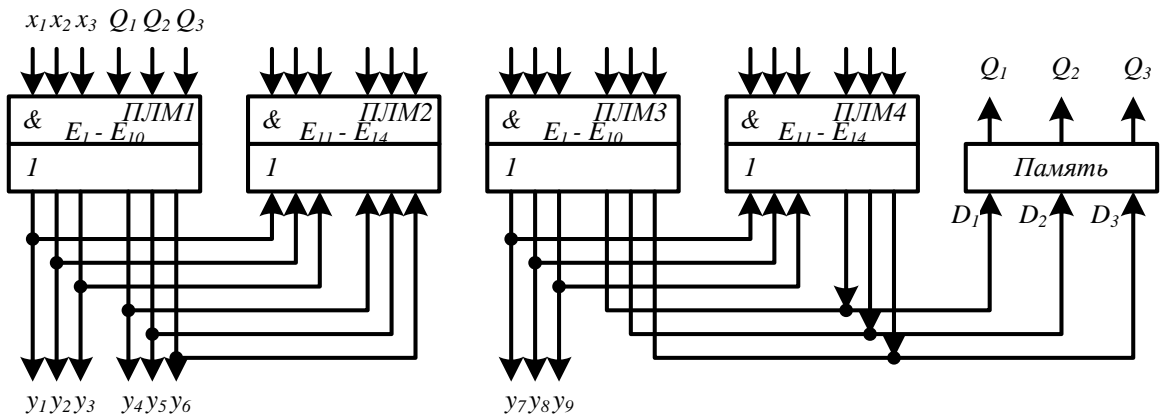 x1 x2 x3 Q1 Q2 Q3
Q1 Q2 Q3
& ПЛМ1
E1 - E10
1
& ПЛМ2
E11 - E14
1
& ПЛМ3
E1 - E10
1
& ПЛМ4
E11 - E14
1
Память
D1 D2 D3
y1 y2 y3 y4 y5 y6
y7 y8 y9